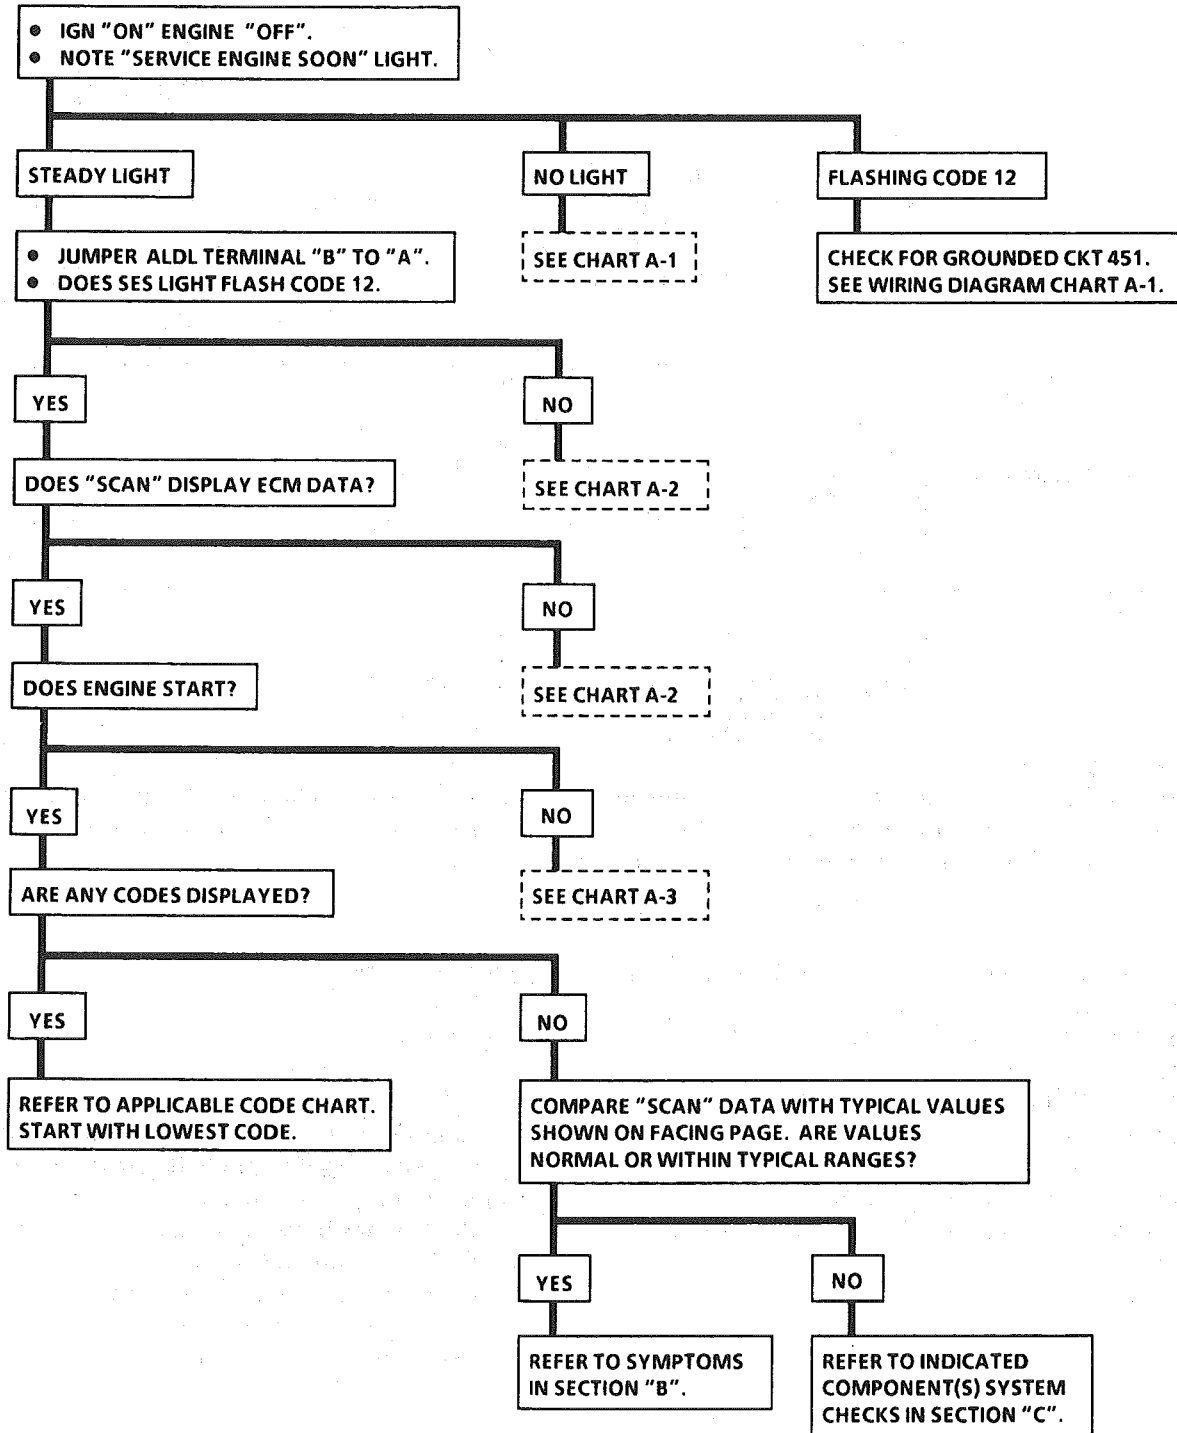 ● IGN "ON" ENGINE "OFF".
● NOTE "SERVICE ENGINE SOON" LIGHT.
STEADY LIGHT
NO LIGHT
FLASHING CODE 12
● JUMPER ALDL TERMINAL "B" TO "A".
● DOES SES LIGHT FLASH CODE 12.
SEE CHART A-1
CHECK FOR GROUNDED CKT 451.
SEE WIRING DIAGRAM CHART A-1.
YES
NO
DOES "SCAN" DISPLAY ECM DATA?
SEE CHART A-2
YES
NO
DOES ENGINE START?
SEE CHART A-2
YES
NO
ARE ANY CODES DISPLAYED?
SEE CHART A-3
YES
NO
REFER TO APPLICABLE CODE CHART.
START WITH LOWEST CODE.
COMPARE "SCAN" DATA WITH TYPICAL VALUES
SHOWN ON FACING PAGE. ARE VALUES
NORMAL OR WITHIN TYPICAL RANGES?
YES
NO
REFER TO SYMPTOMS
IN SECTION "B".
REFER TO INDICATED
COMPONENT(S) SYSTEM
CHECKS IN SECTION "C".